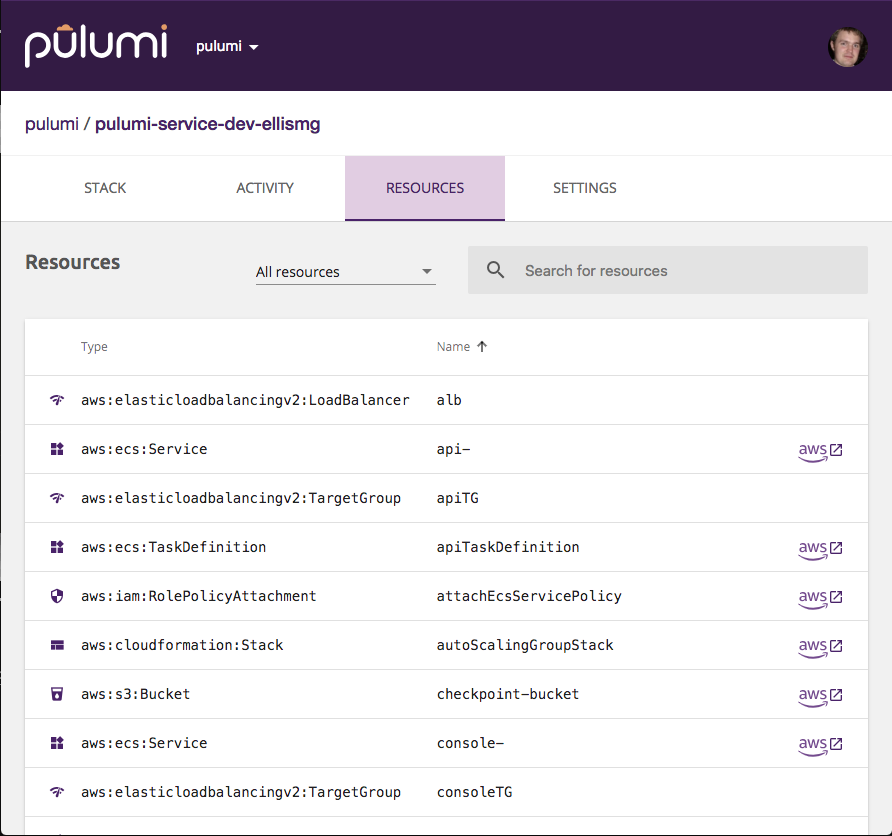 pulumi pulumi
pulumi / pulumi-service-dev-ellismg
STACK ACTIVITY RESOURCES SETTINGS
Resources All resources Search for resources
Type Name
aws:elasticloadbalancingv2:LoadBalancer alb
aws:ecs:Service api- aws
aws:elasticloadbalancingv2:TargetGroup apiTG
aws:ecs:TaskDefinition apiTaskDefinition aws
aws:iam:RolePolicyAttachment attachEcsServicePolicy aws
aws:cloudformation:Stack autoScalingGroupStack aws
aws:s3:Bucket checkpoint-bucket aws
aws:ecs:Service console- aws
aws:elasticloadbalancingv2:TargetGroup consoleTG